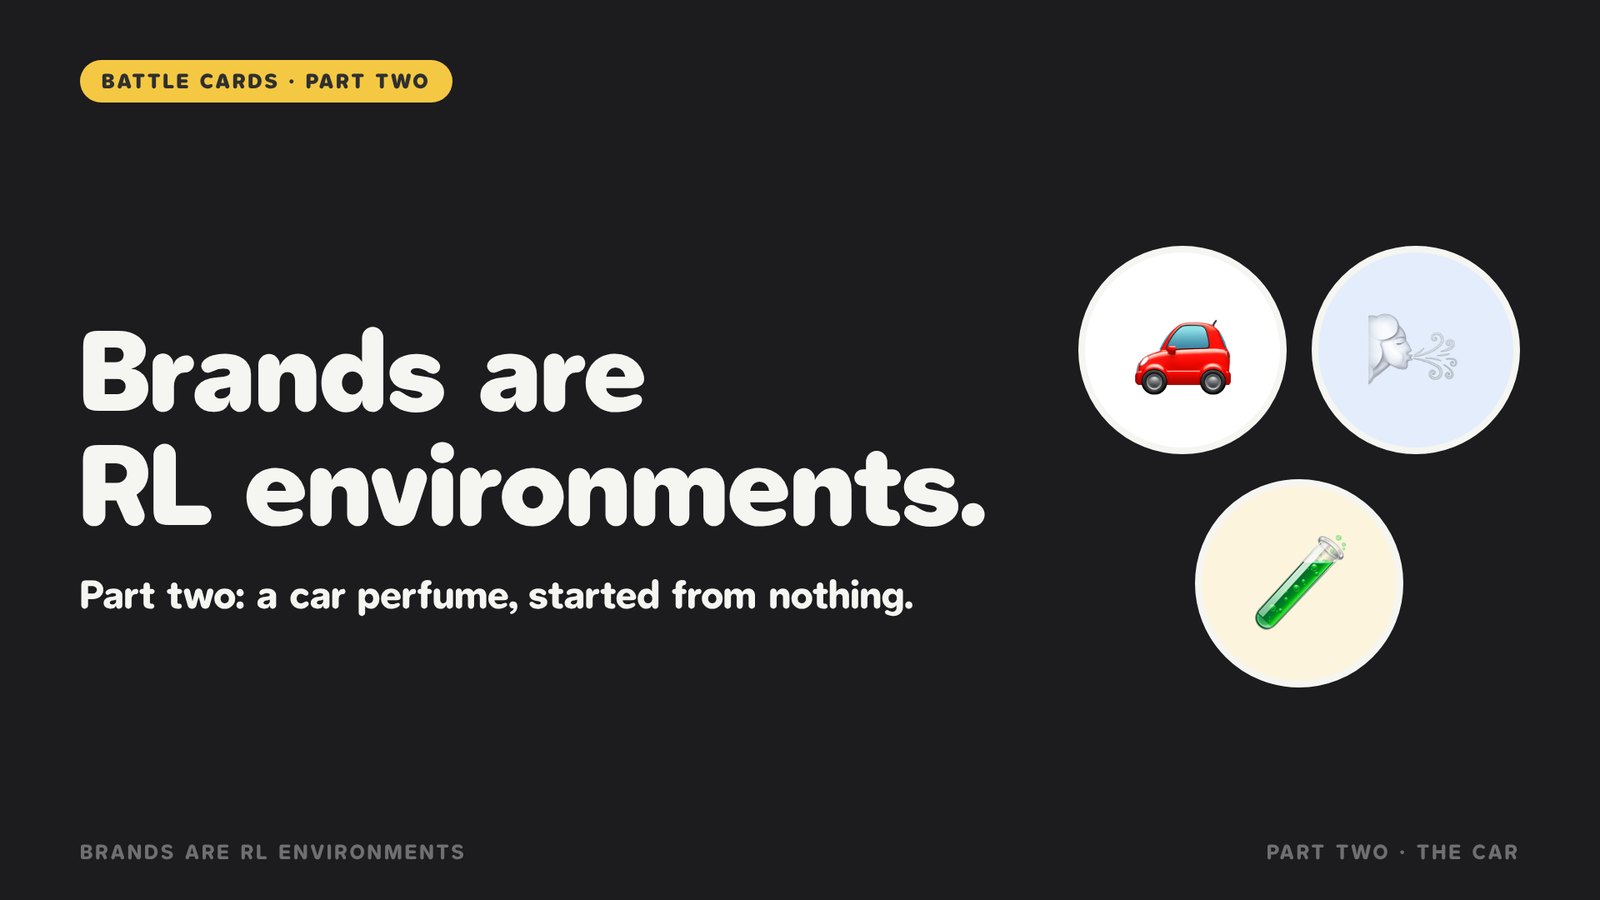 BATTLE CARDS · PART TWO
Brands are
RL environments.
Part two: a car perfume, started from nothing.
BRANDS ARE RL ENVIRONMENTS
PART TWO · THE CAR